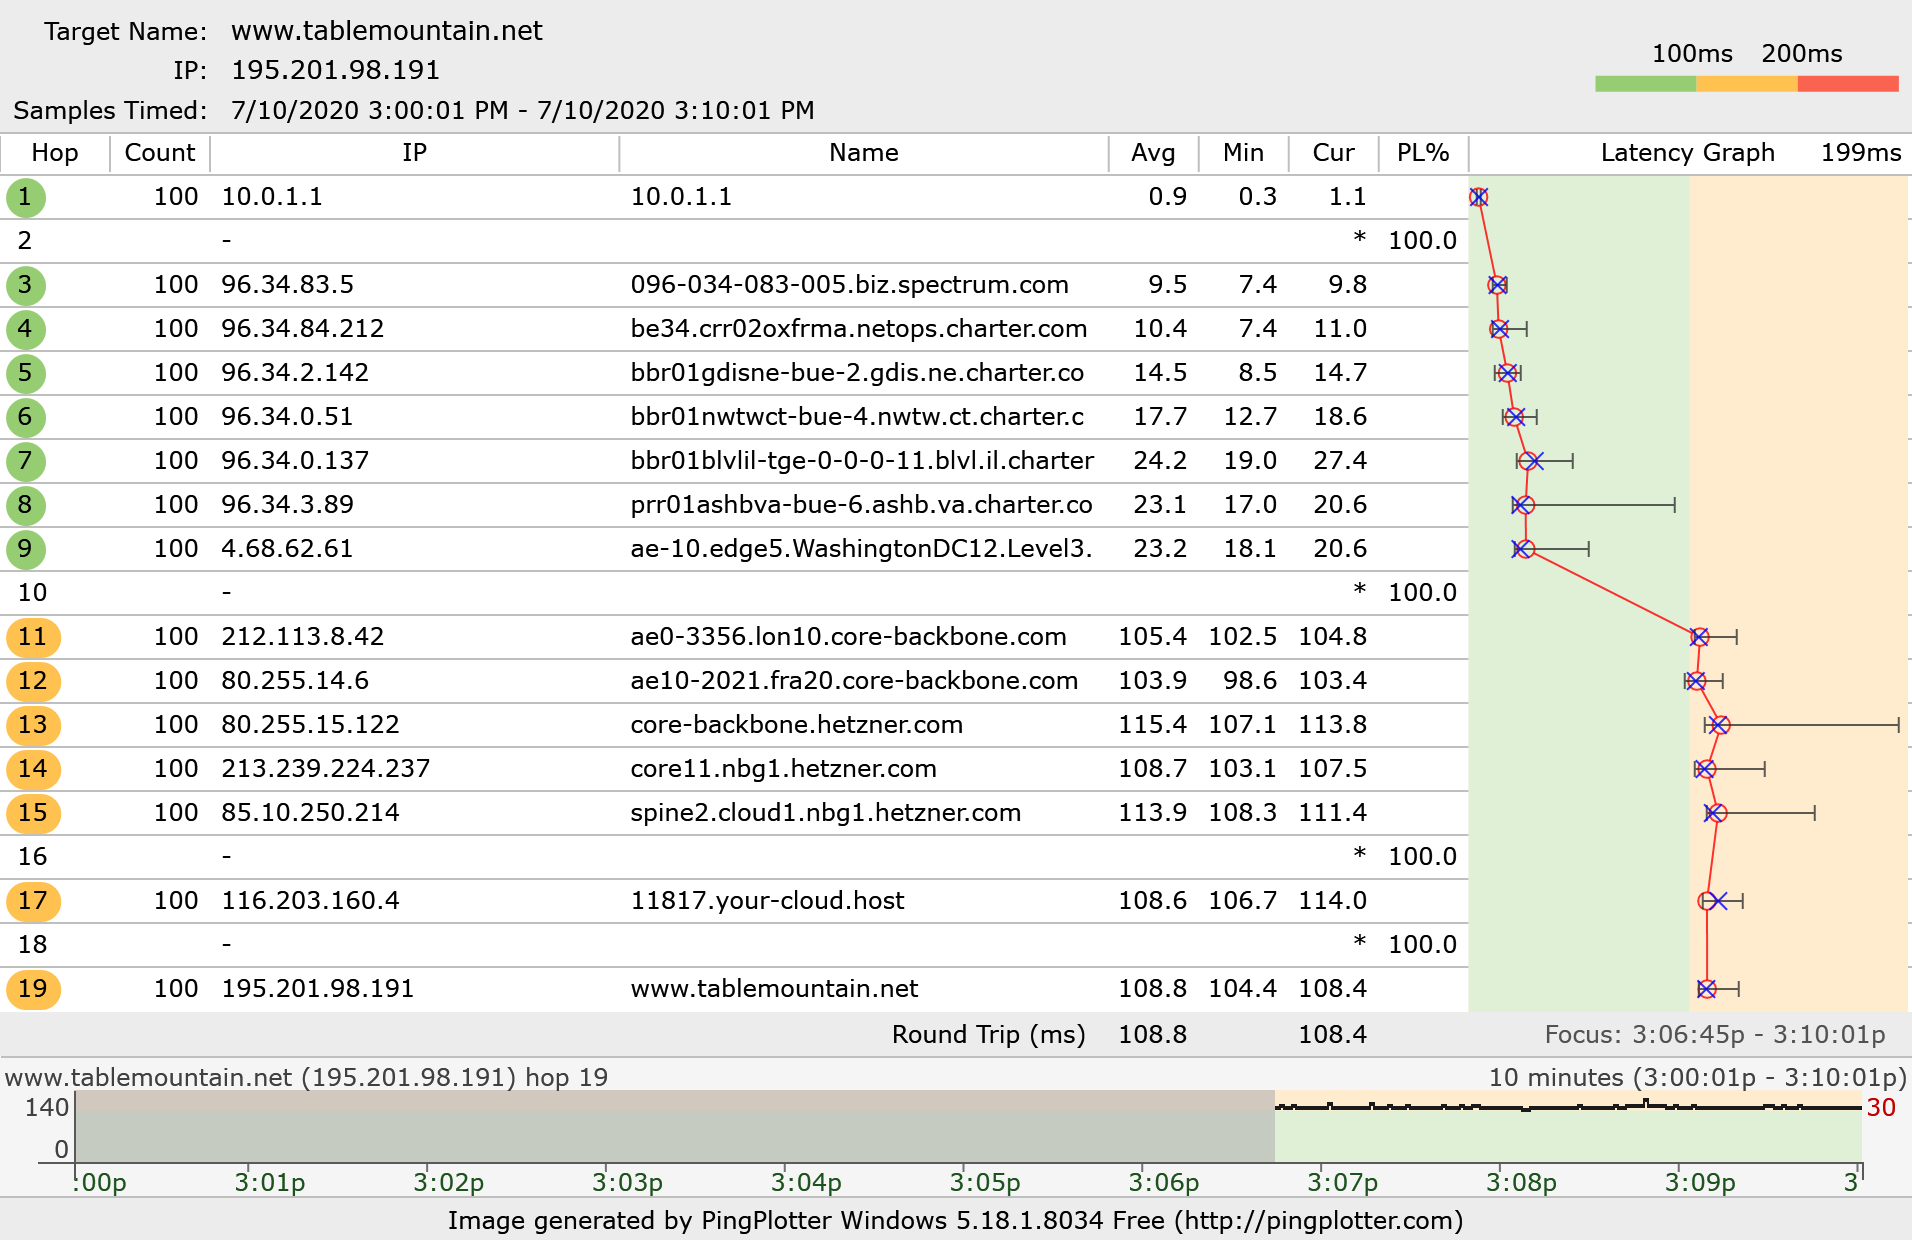 Target Name: www.tablemountain.net
IP: 195.201.98.191
Samples Timed: 7/10/2020 3:00:01 PM - 7/10/2020 3:10:01 PM
100ms 200ms
Hop Count IP Name Avg Min Cur PL% Latency Graph 199ms
1 100 10.0.1.1 10.0.1.1 0.9 0.3 1.1
2 - * 100.0
3 100 96.34.83.5 096-034-083-005.biz.spectrum.com 9.5 7.4 9.8
4 100 96.34.84.212 be34.crr02oxfrma.netops.charter.com 10.4 7.4 11.0
5 100 96.34.2.142 bbr01gdisne-bue-2.gdis.ne.charter.co 14.5 8.5 14.7
6 100 96.34.0.51 bbr01nwtwct-bue-4.nwtw.ct.charter.c 17.7 12.7 18.6
7 100 96.34.0.137 bbr01blvlil-tge-0-0-0-11.blvl.il.charter 24.2 19.0 27.4
8 100 96.34.3.89 prr01ashbva-bue-6.ashb.va.charter.co 23.1 17.0 20.6
9 100 4.68.62.61 ae-10.edge5.WashingtonDC12.Level3. 23.2 18.1 20.6
10 - * 100.0
11 100 212.113.8.42 ae0-3356.lon10.core-backbone.com 105.4 102.5 104.8
12 100 80.255.14.6 ae10-2021.fra20.core-backbone.com 103.9 98.6 103.4
13 100 80.255.15.122 core-backbone.hetzner.com 115.4 107.1 113.8
14 100 213.239.224.237 core11.nbg1.hetzner.com 108.7 103.1 107.5
15 100 85.10.250.214 spine2.cloud1.nbg1.hetzner.com 113.9 108.3 111.4
16 - * 100.0
17 100 116.203.160.4 11817.your-cloud.host 108.6 106.7 114.0
18 - * 100.0
19 100 195.201.98.191 www.tablemountain.net 108.8 104.4 108.4
Round Trip (ms) 108.8 108.4 Focus: 3:06:45p - 3:10:01p
www.tablemountain.net (195.201.98.191) hop 19 10 minutes (3:00:01p - 3:10:01p)
140 30
0
:00p 3:01p 3:02p 3:03p 3:04p 3:05p 3:06p 3:07p 3:08p 3:09p 3
Image generated by PingPlotter Windows 5.18.1.8034 Free (http://pingplotter.com)